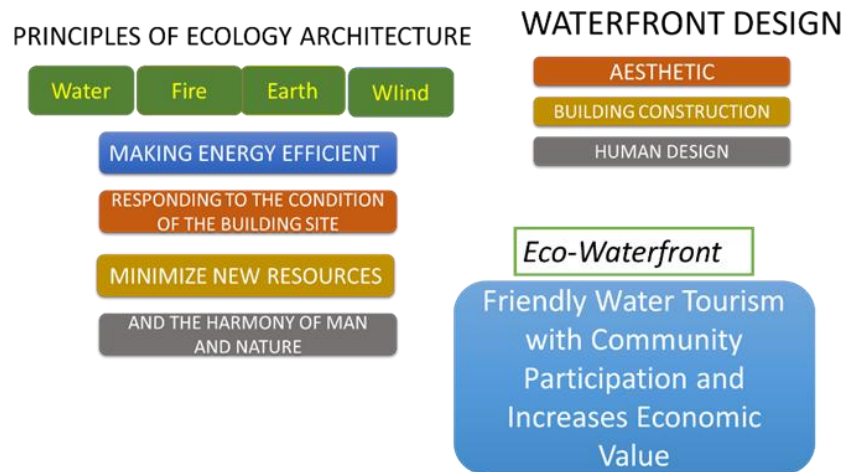 PRINCIPLES OF ECOLOGY ARCHITECTURE
Water
Fire
Earth
WIind
MAKING ENERGY EFFICIENT
RESPONDING TO THE CONDITION
OF THE BUILDING SITE
MINIMIZE NEW RESOURCES
AND THE HARMONY OF MAN
AND NATURE
WATERFRONT DESIGN
AESTHETIC
BUILDING CONSTRUCTION
HUMAN DESIGN
Eco-Waterfront
Friendly Water Tourism
with Community
Participation and
Increases Economic
Value